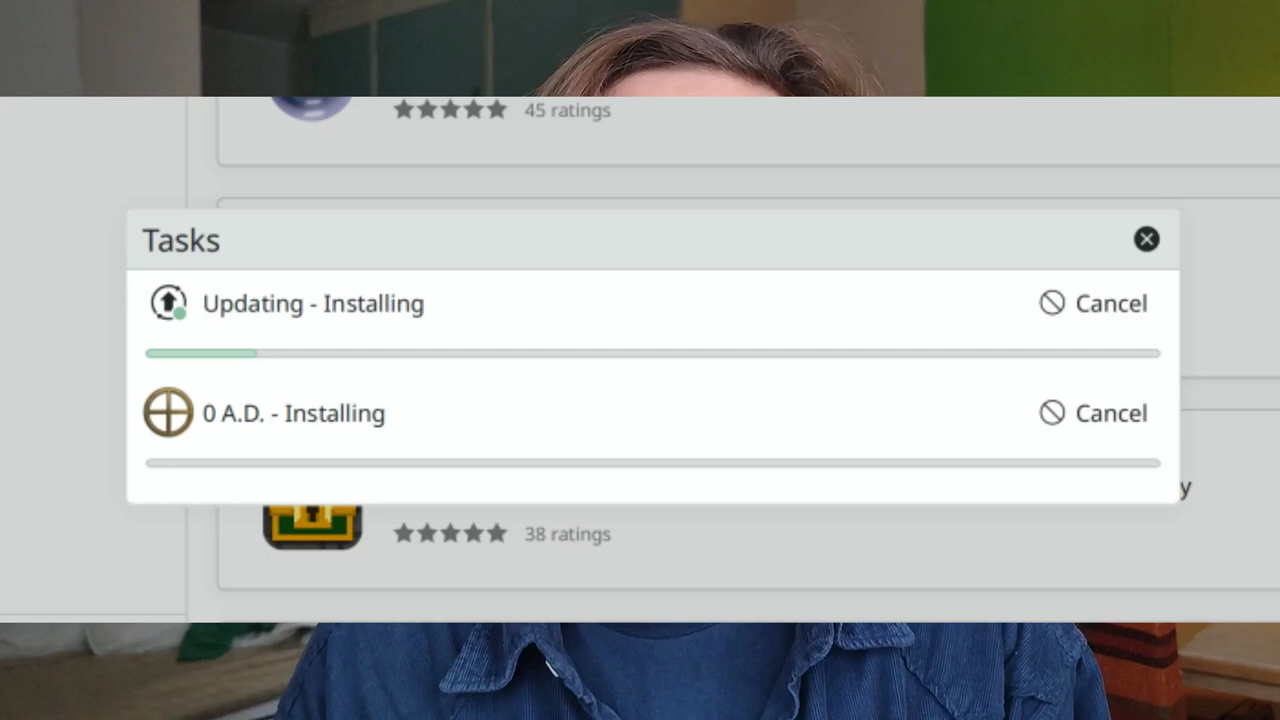 45 ratings
Tasks
Updating - Installing
Cancel
0 A.D. - Installing
Cancel
y
38 ratings